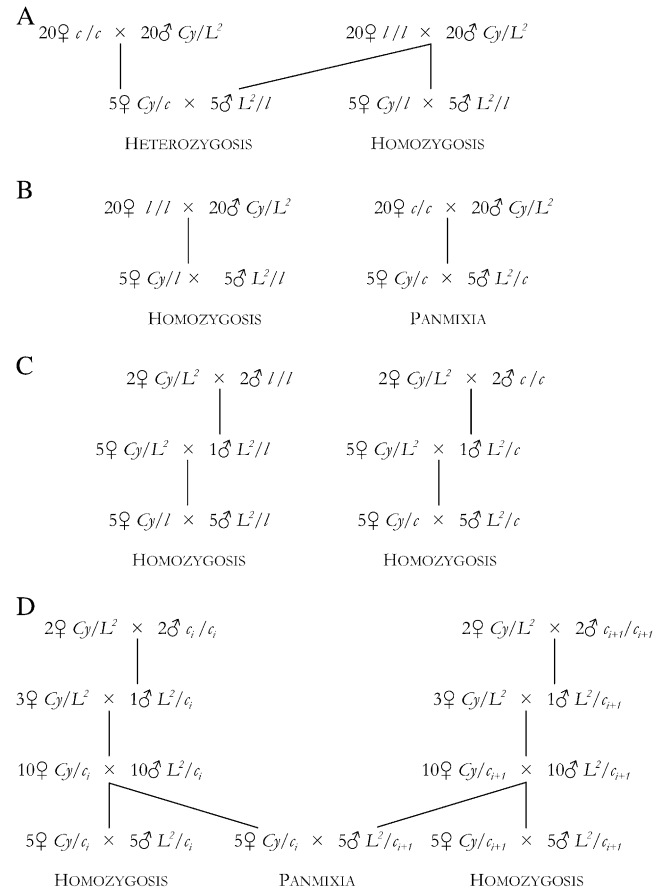 A
20♀ c/c × 20♂ Cy/L² 20♀ l/l × 20♂ Cy/L²
5♀ Cy/c × 5♂ L²/l 5♀ Cy/l × 5♂ L²/l
HETEROZYGOSIS HOMOZYGOSIS
B
20♀ l/l × 20♂ Cy/L² 20♀ c/c × 20♂ Cy/L²
5♀ Cy/l × 5♂ L²/l 5♀ Cy/c × 5♂ L²/c
HOMOZYGOSIS PANMIXIA
C
2♀ Cy/L² × 2♂ l/l 2♀ Cy/L² × 2♂ c/c
5♀ Cy/L² × 1♂ L²/l 5♀ Cy/L² × 1♂ L²/c
5♀ Cy/l × 5♂ L²/l 5♀ Cy/c × 5♂ L²/c
HOMOZYGOSIS HOMOZYGOSIS
D
2♀ Cy/L² × 2♂ cᵢ/cᵢ 2♀ Cy/L² × 2♂ cᵢ₊₁/cᵢ₊₁
3♀ Cy/L² × 1♂ L²/cᵢ 3♀ Cy/L² × 1♂ L²/cᵢ₊₁
10♀ Cy/cᵢ × 10♂ L²/cᵢ 10♀ Cy/cᵢ₊₁ × 10♂ L²/cᵢ₊₁
5♀ Cy/cᵢ × 5♂ L²/cᵢ 5♀ Cy/cᵢ × 5♂ L²/cᵢ₊₁ 5♀ Cy/cᵢ₊₁ × 5♂ L²/cᵢ₊₁
HOMOZYGOSIS PANMIXIA HOMOZYGOSIS